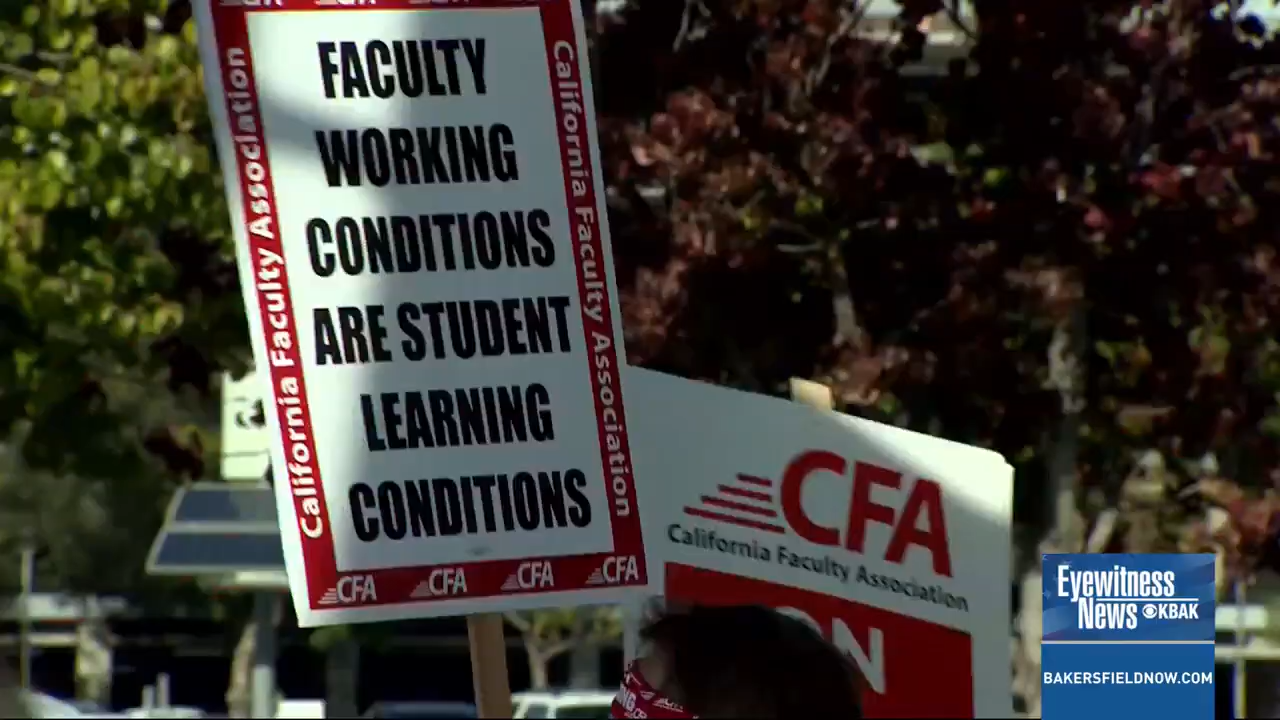 FACULTY
WORKING
CONDITIONS
ARE STUDENT
LEARNING
CONDITIONS
California Faculty Association
California Faculty Association
CFA CFA CFA CFA
CFA
California Faculty Association
EYEWITNESS
NEWS KBAK
BAKERSFIELDNOW.COM